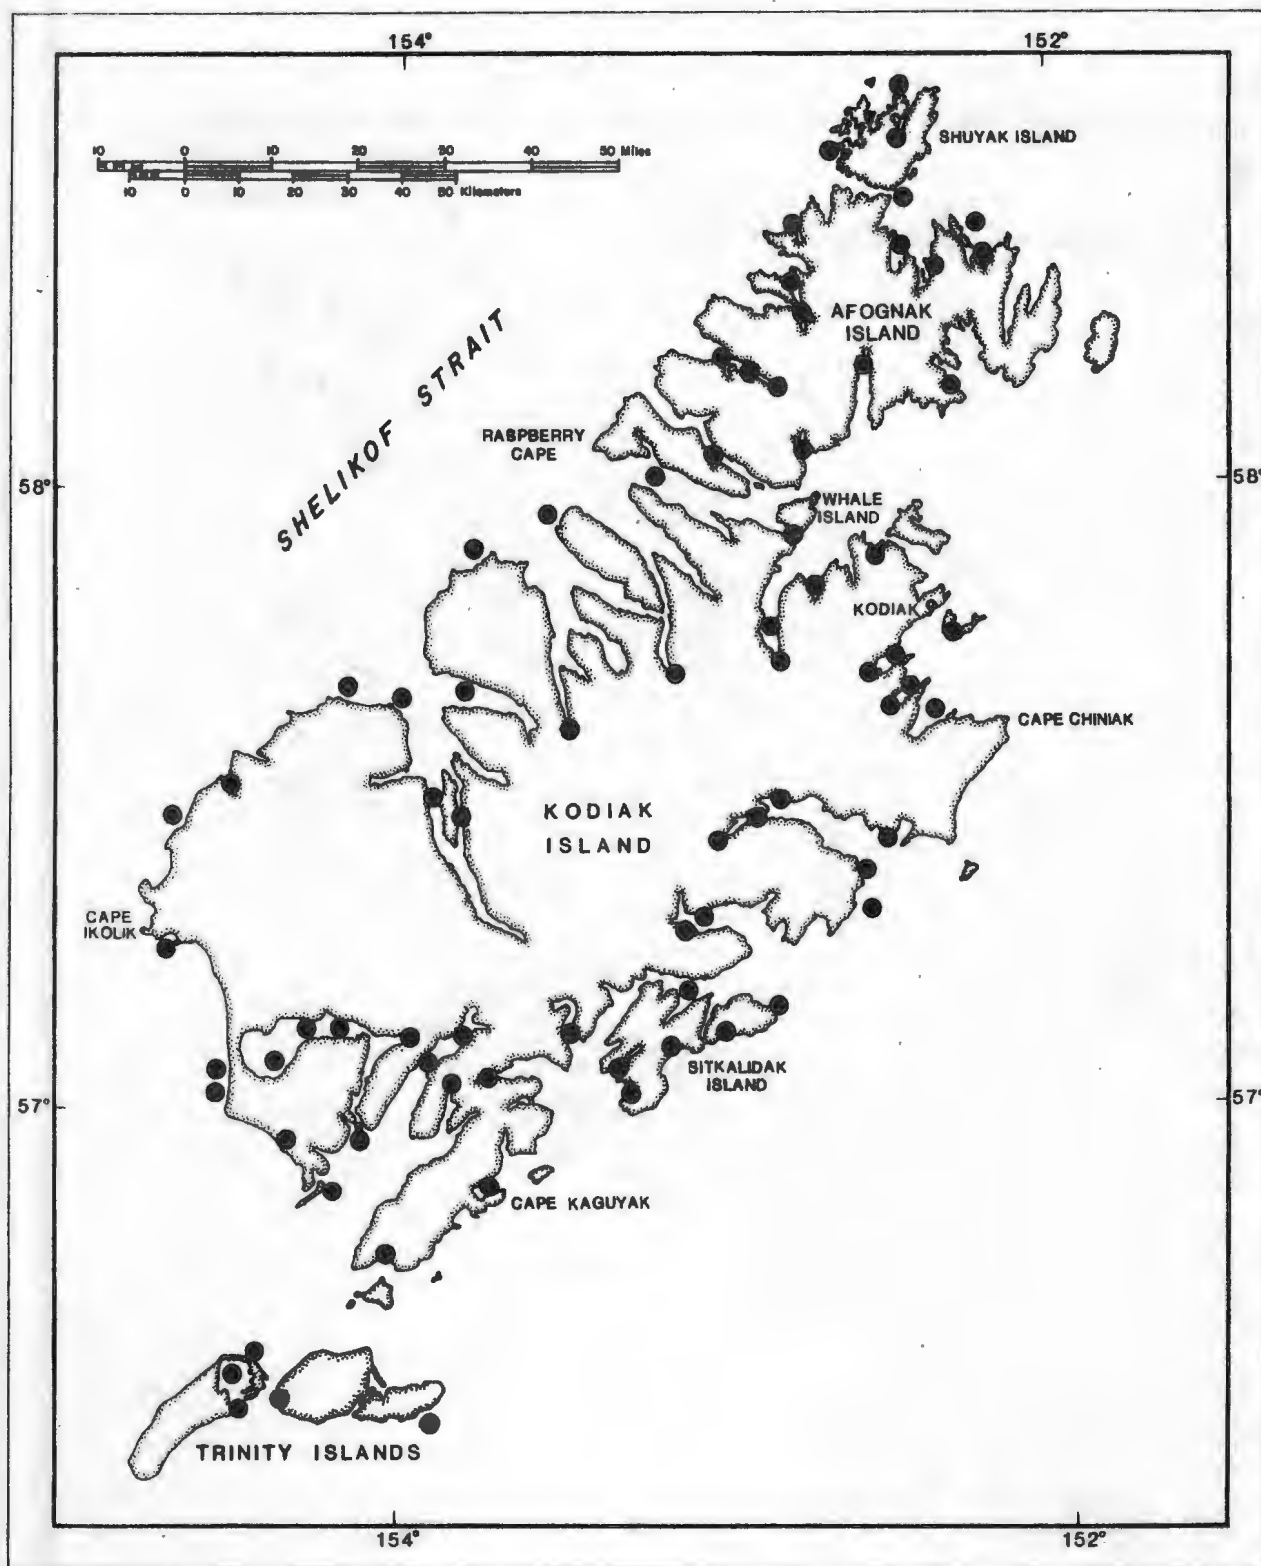 154°
152°
10 0 10 20 30 40 50 Miles
10 0 10 20 30 40 50 Kilometers
SHUYAK ISLAND
AFOGNAK
ISLAND
SHELIKOF STRAIT
RASPBERRY
CAPE
58°
58°
WHALE
ISLAND
KODIAK
CAPE CHINIAK
KODIAK
ISLAND
CAPE
IKOLIK
SITKALIDAK
ISLAND
57°
57°
CAPE KAGUYAK
TRINITY ISLANDS
154°
152°